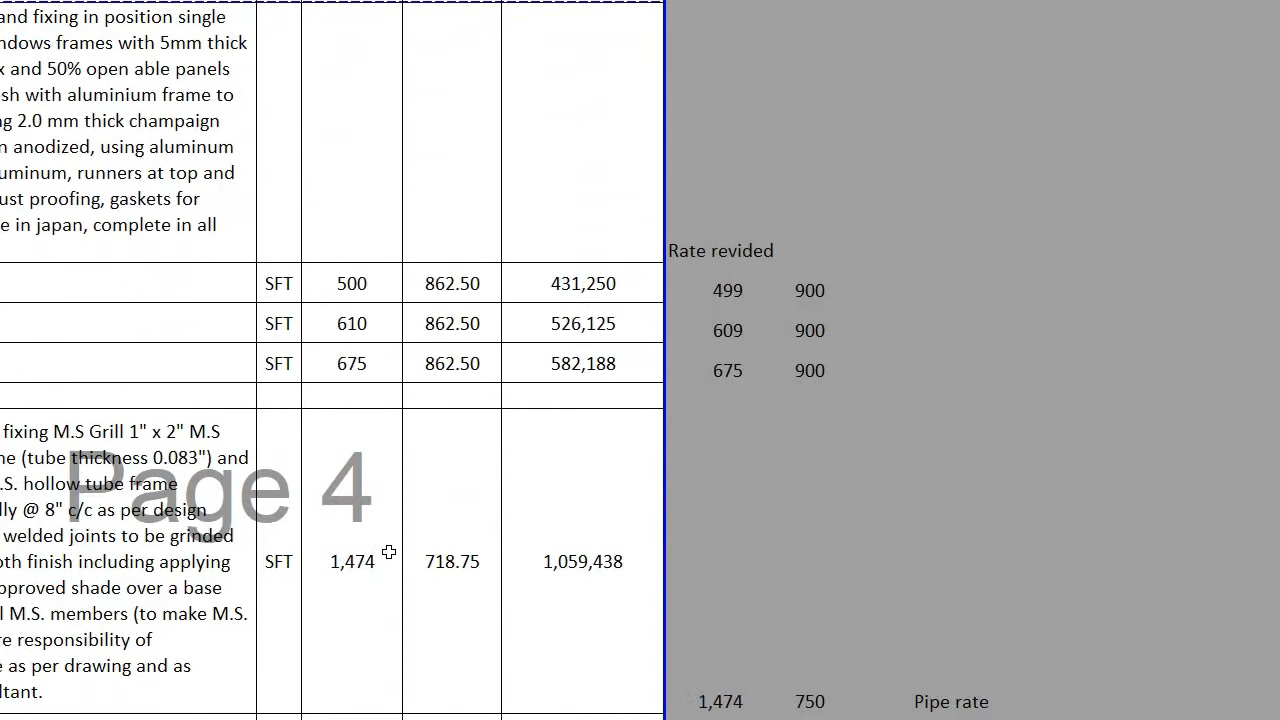 and fixing in position single
ndows frames with 5mm thick
x and 50% open able panels
esh with aluminium frame to
ng 2.0 mm thick champaign
n anodized, using aluminum
uminum, runners at top and
ust proofing, gaskets for
e in japan, complete in all
Rate revided
SFT 500 862.50 431,250 499 900
SFT 610 862.50 526,125 609 900
SFT 675 862.50 582,188 675 900
fixing M.S Grill 1" x 2" M.S
me (tube thickness 0.083") and
.S. hollow tube frame
lly @ 8" c/c as per design
welded joints to be grinded
oth finish including applying
pproved shade over a base
l M.S. members (to make M.S.
re responsibility of
e as per drawing and as
ltant.
Page 4
SFT 1,474 718.75 1,059,438
1,474 750 Pipe rate